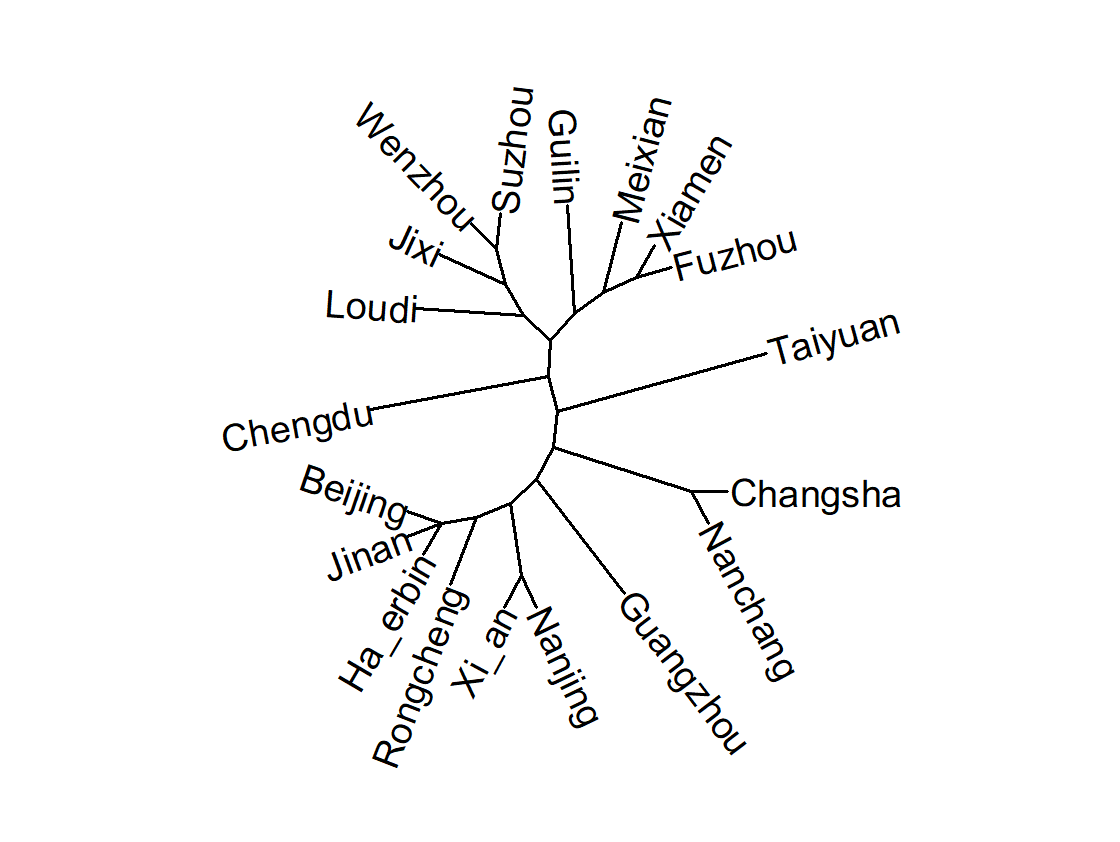 Wenzhou
Suzhou
Guilin
Meixian
Xiamen
Fuzhou
Jixi
Loudi
Taiyuan
Chengdu
Beijing
Changsha
Jinan
Ha_erbin
Rongcheng
Xi_an
Nanjing
Guangzhou
Nanchang